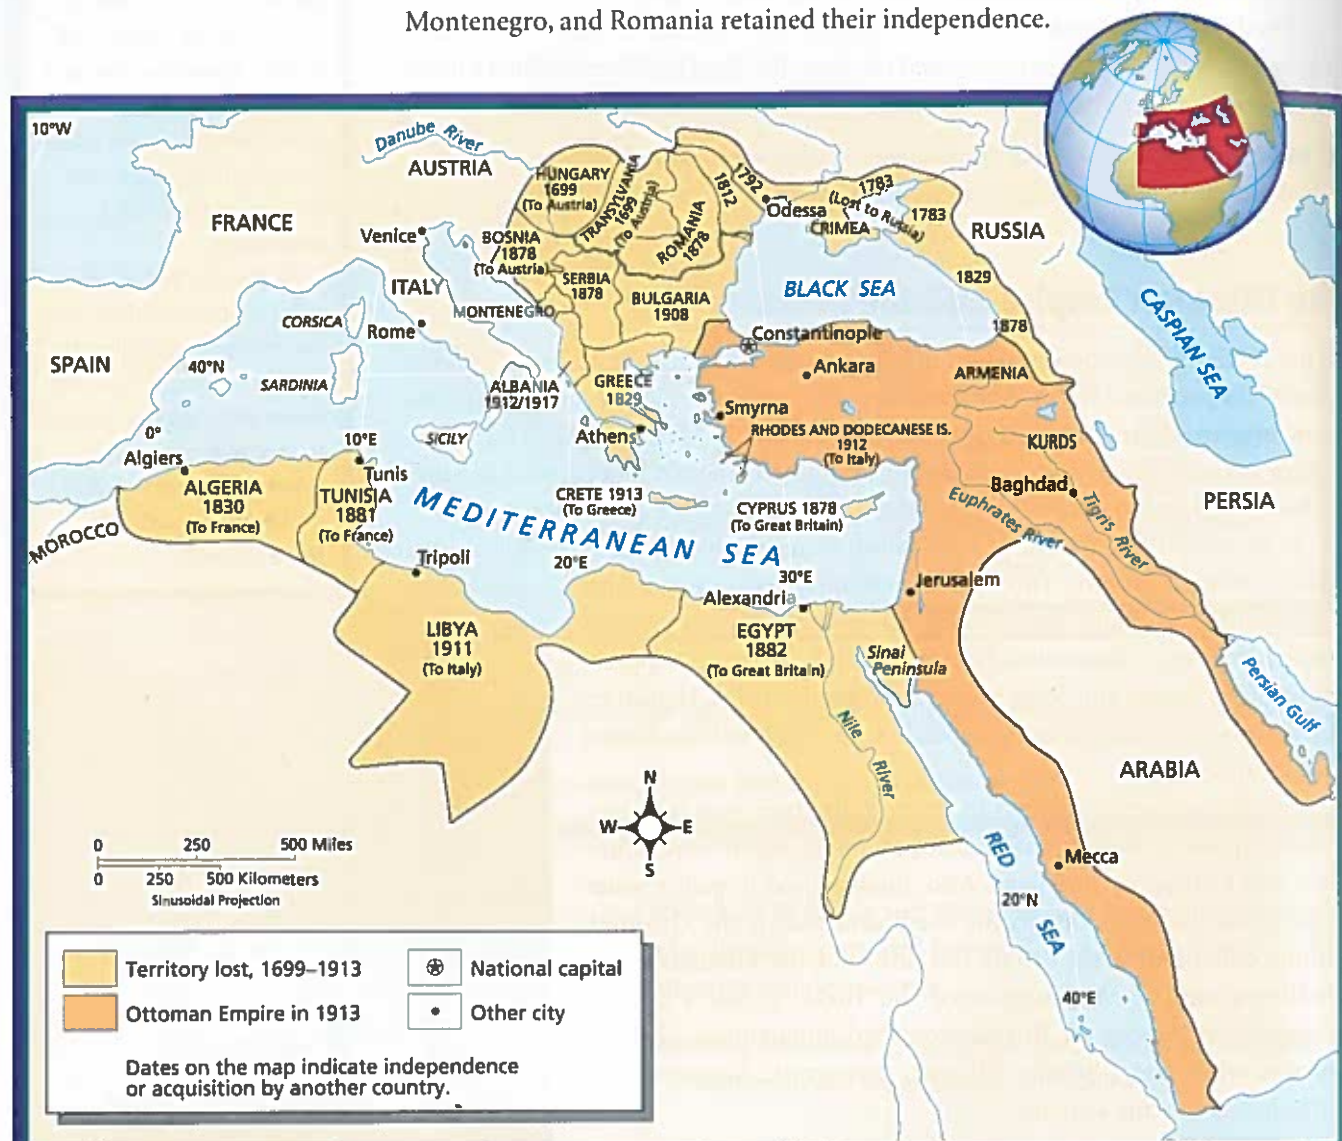 Montenegro, and Romania retained their independence.
10°W
Danube River
AUSTRIA
HUNGARY
1699
(To Austria)
TRANSYLVANIA
1699
(To Austria)
1792
1812
ROMANIA
1878
Odessa
1783
(Lost to Russia)
1783
CRIMEA
RUSSIA
FRANCE
Venice
BOSNIA
1878
(To Austria)
SERBIA
1878
BULGARIA
1908
BLACK SEA
1829
1878
CASPIAN SEA
ITALY
MONTENEGRO
CORSICA
Rome
Constantinople
SPAIN
40°N
SARDINIA
ALBANIA
1912/1917
GREECE
1829
Ankara
ARMENIA
Smyrna
0°
10°E
SICILY
Athens
RHODES AND DODECANESE IS.
1912
(To Italy)
KURDS
Algiers
Tunis
ALGERIA
1830
(To France)
TUNISIA
1881
(To France)
MEDITERRANEAN SEA
CRETE 1913
(To Greece)
CYPRUS 1878
(To Great Britain)
Baghdad
Euphrates River
Tigris River
PERSIA
MOROCCO
Tripoli
20°E
30°E
Alexandria
Jerusalem
LIBYA
1911
(To Italy)
EGYPT
1882
(To Great Britain)
Sinai
Peninsula
Persian Gulf
Nile River
ARABIA
N
W
E
S
0 250 500 Miles
0 250 500 Kilometers
Sinusoidal Projection
RED SEA
Mecca
20°N
40°E
Territory lost, 1699–1913
National capital
Ottoman Empire in 1913
Other city
Dates on the map indicate independence
or acquisition by another country.